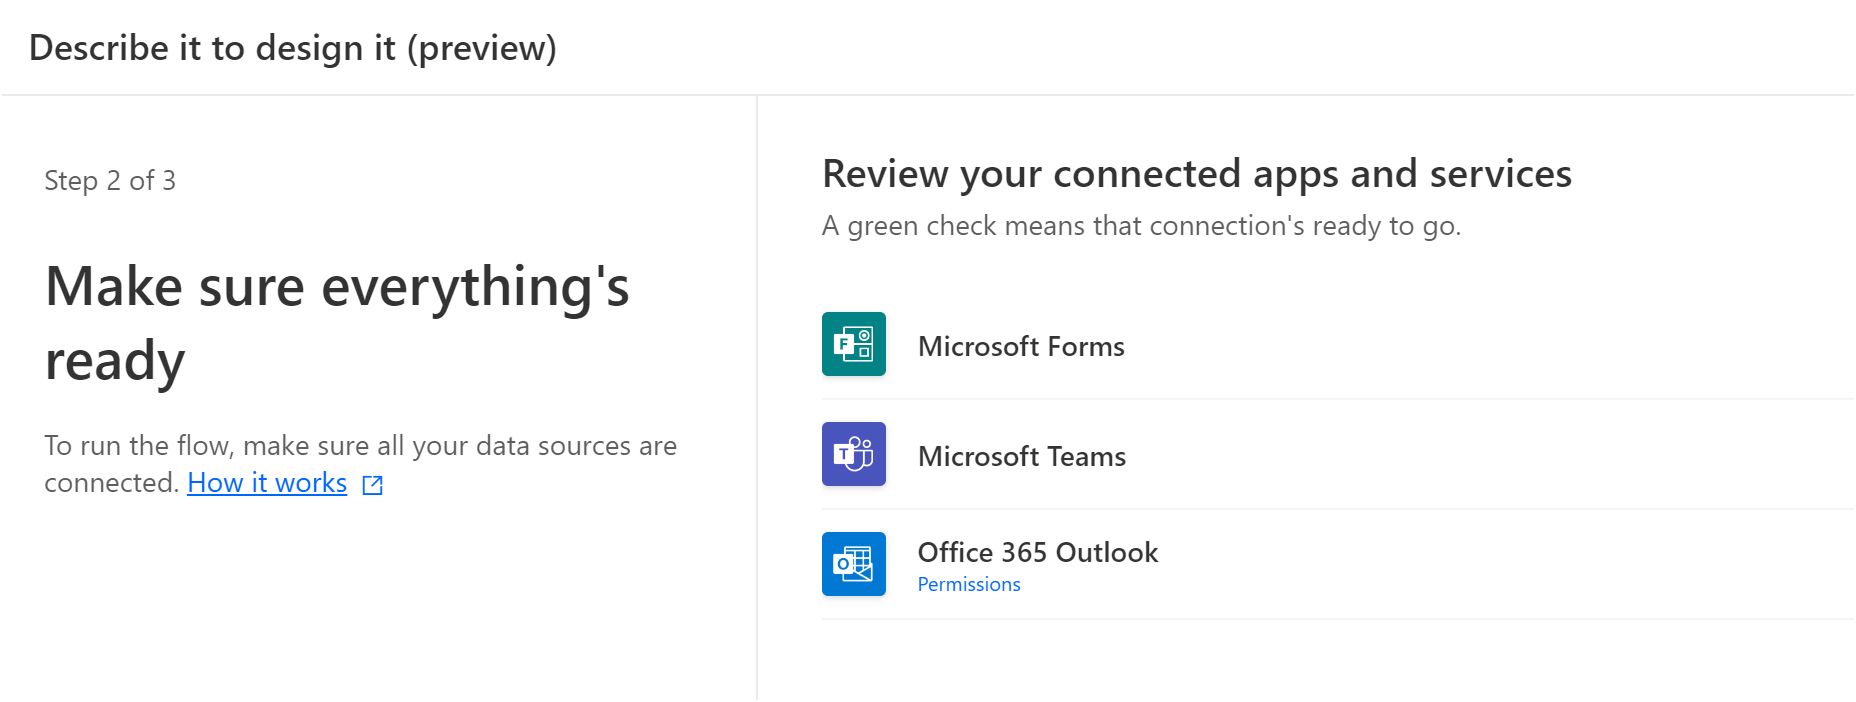 Describe it to design it (preview)
Step 2 of 3
Make sure everything's
ready
To run the flow, make sure all your data sources are
connected. How it works
Review your connected apps and services
A green check means that connection's ready to go.
F
Microsoft Forms
T
Microsoft Teams
O
Office 365 Outlook
Permissions